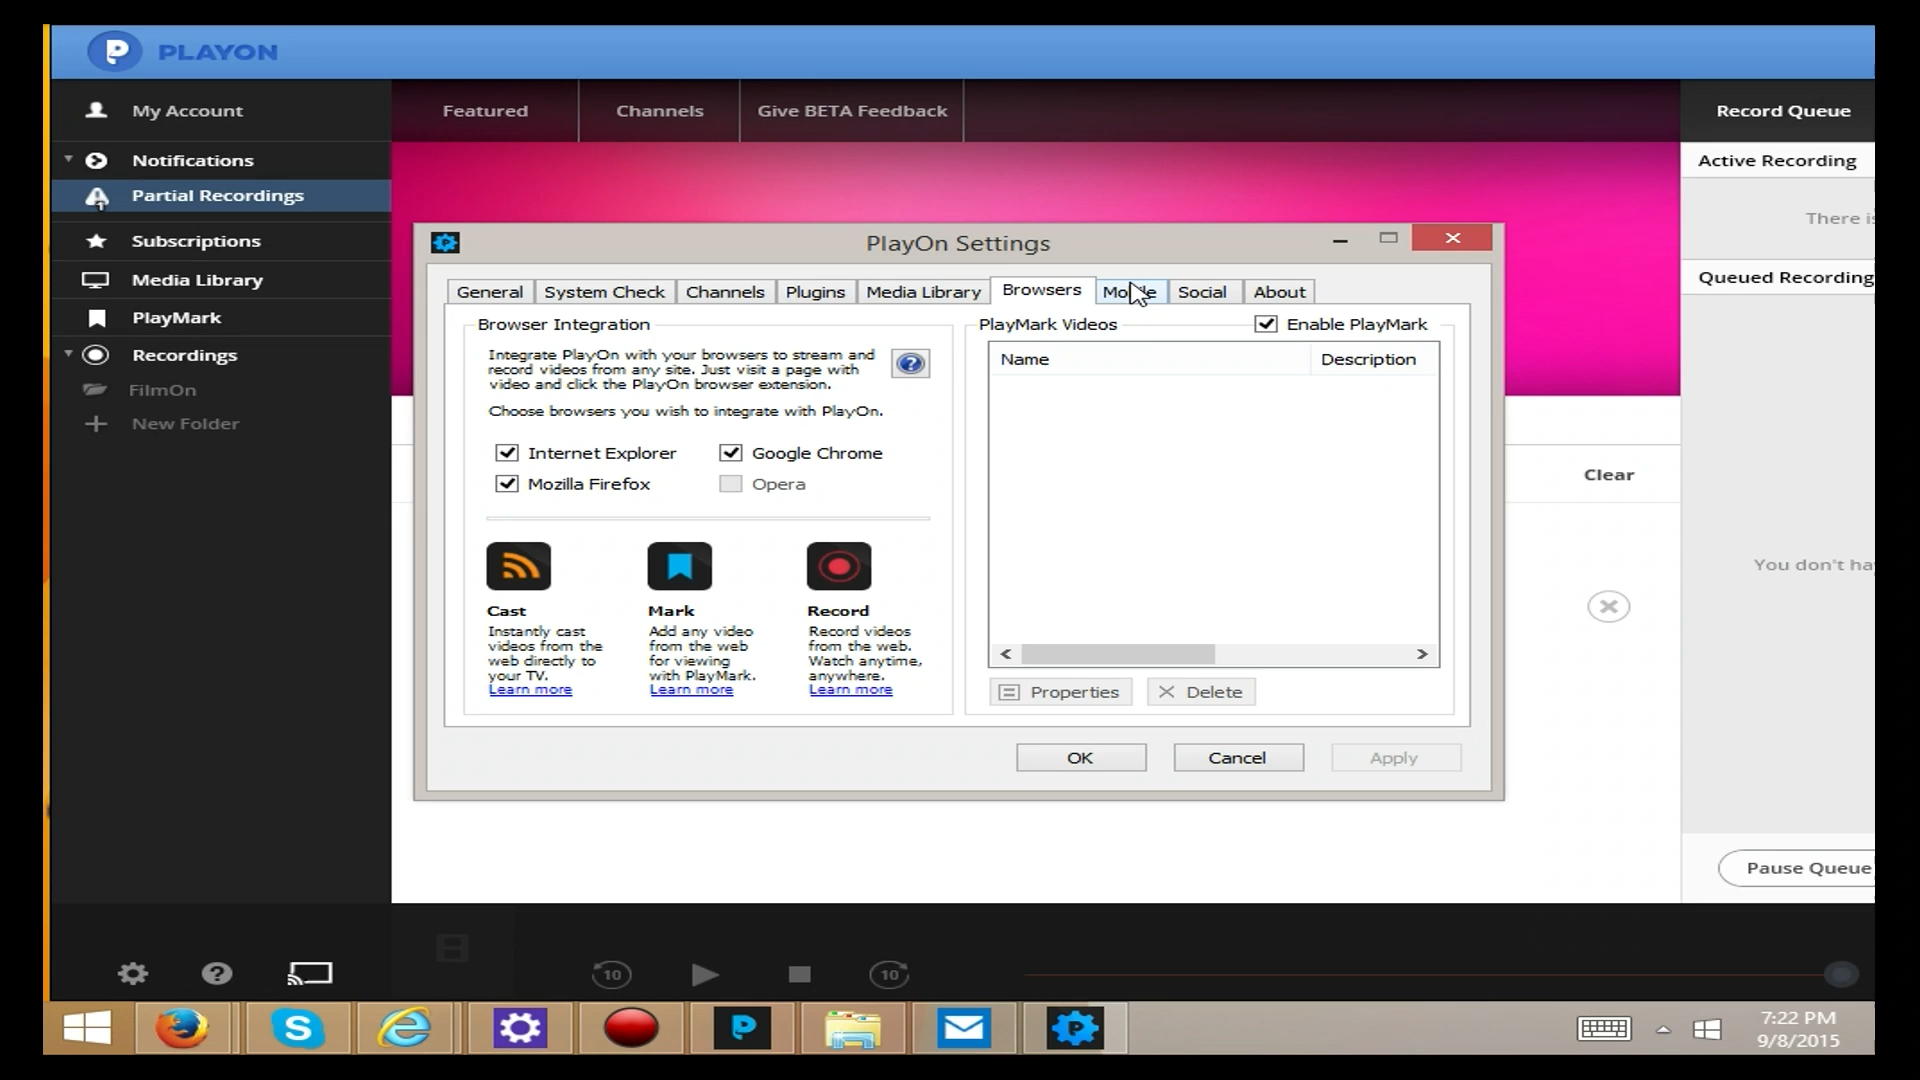 PLAYON
My Account
Notifications
Partial Recordings
Subscriptions
Media Library
PlayMark
Recordings
FilmOn
New Folder
Featured
Channels
Give BETA Feedback
Record Queue
Active Recording
There is
Queued Recording
You don't ha
Clear
Pause Queue
PlayOn Settings
General
System Check
Channels
Plugins
Media Library
Browsers
Social
About
Browser Integration
Integrate PlayOn with your browsers to stream and
record videos from any site. Just visit a page with
video and click the PlayOn browser extension.
Choose browsers you wish to integrate with PlayOn.
Internet Explorer
Google Chrome
Mozilla Firefox
Opera
Cast
Instantly cast
videos from the
web directly to
your TV.
Learn more
Mark
Add any video
from the web
for viewing
with PlayMark.
Learn more
Record
Record videos
from the web.
Watch anytime,
anywhere.
Learn more
PlayMark Videos
Enable PlayMark
Name
Description
Properties
Delete
OK
Cancel
Apply
10
10
7:22 PM
9/8/2015